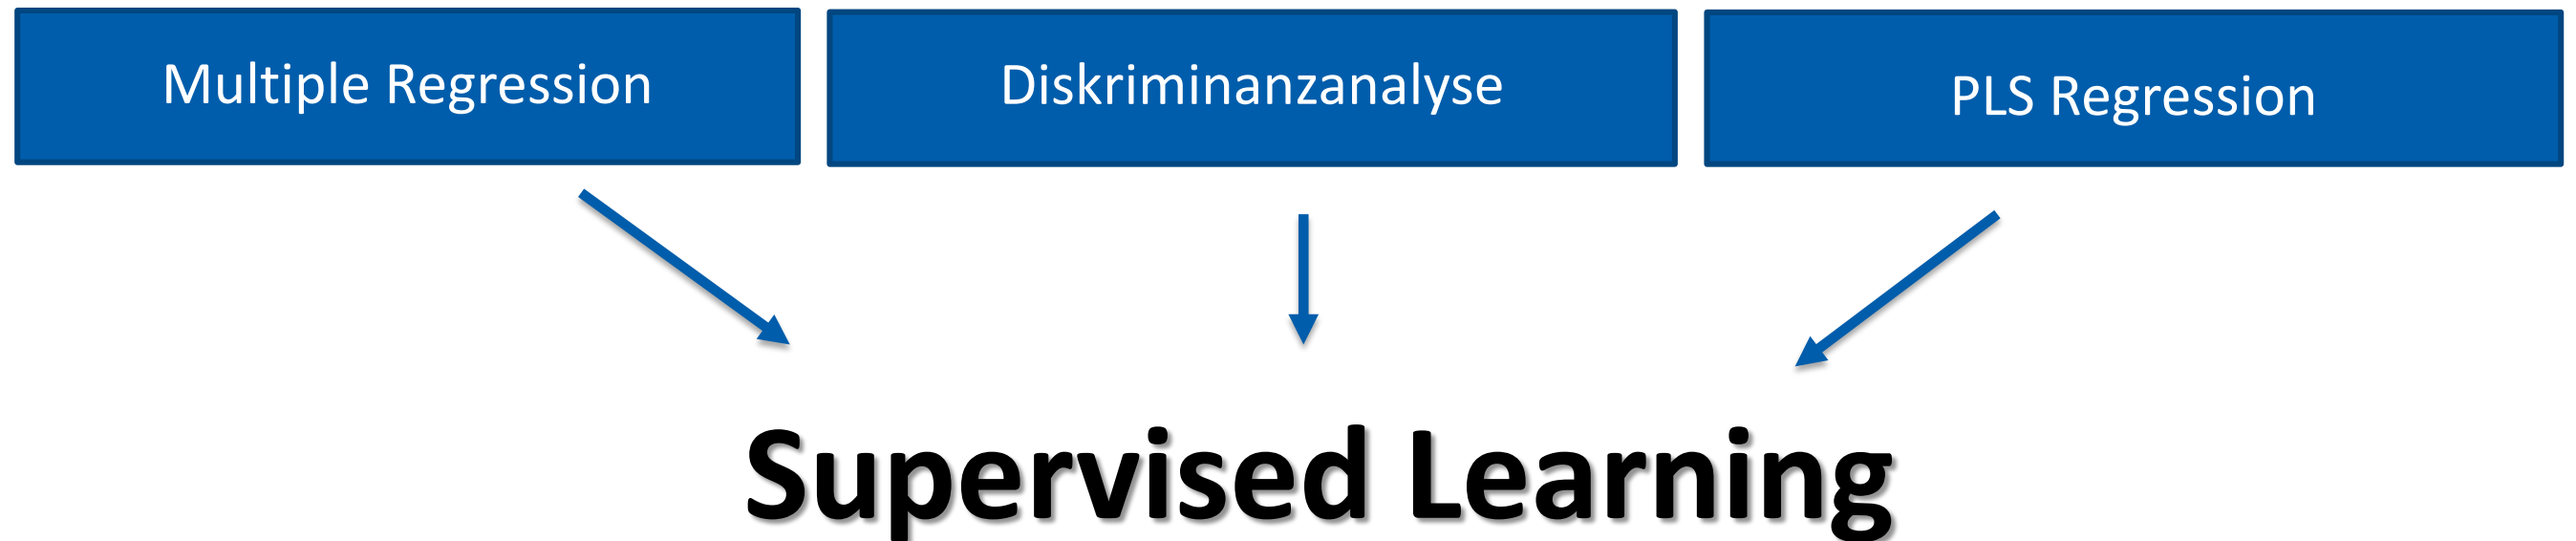 Multiple Regression
Diskriminanzanalyse
PLS Regression
Supervised Learning